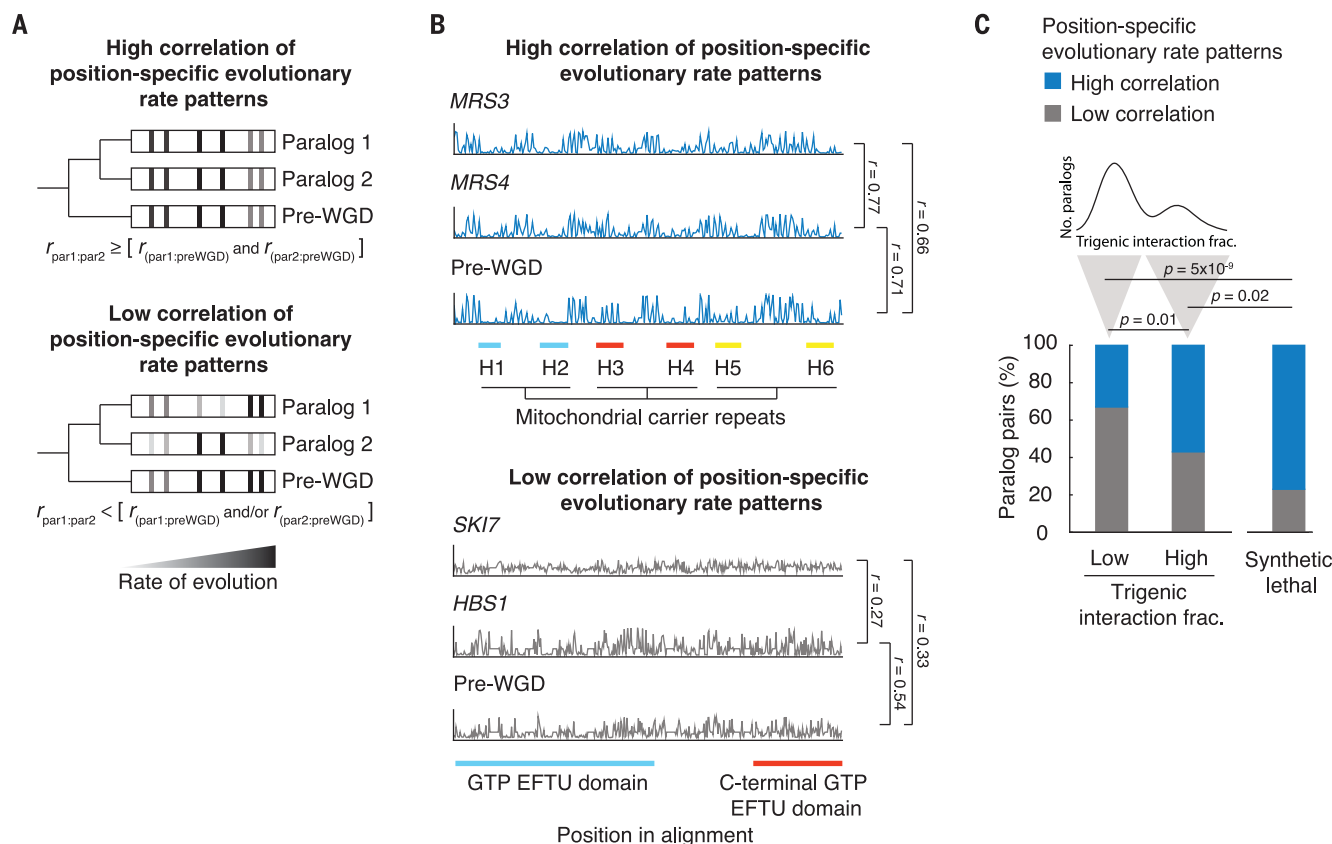 A
High correlation of
position-specific evolutionary
rate patterns
Paralog 1
Paralog 2
Pre-WGD
r par1:par2 ≥ [ r (par1:preWGD) and r (par2:preWGD) ]
Low correlation of
position-specific evolutionary
rate patterns
Paralog 1
Paralog 2
Pre-WGD
r par1:par2 < [ r (par1:preWGD) and/or r (par2:preWGD) ]
Rate of evolution
B
High correlation of position-specific
evolutionary rate patterns
MRS3
MRS4
Pre-WGD
r = 0.77
r = 0.71
r = 0.66
H1 H2 H3 H4 H5 H6
Mitochondrial carrier repeats
Low correlation of position-specific
evolutionary rate patterns
SKI7
HBS1
Pre-WGD
r = 0.27
r = 0.54
r = 0.33
GTP EFTU domain
C-terminal GTP
EFTU domain
Position in alignment
C
Position-specific
evolutionary rate patterns
High correlation
Low correlation
No. paralogs
Trigenic interaction frac.
p = 5x10⁻⁹
p = 0.02
p = 0.01
Paralog pairs (%)
100
80
60
40
20
0
Low High
Trigenic
interaction frac.
Synthetic
lethal